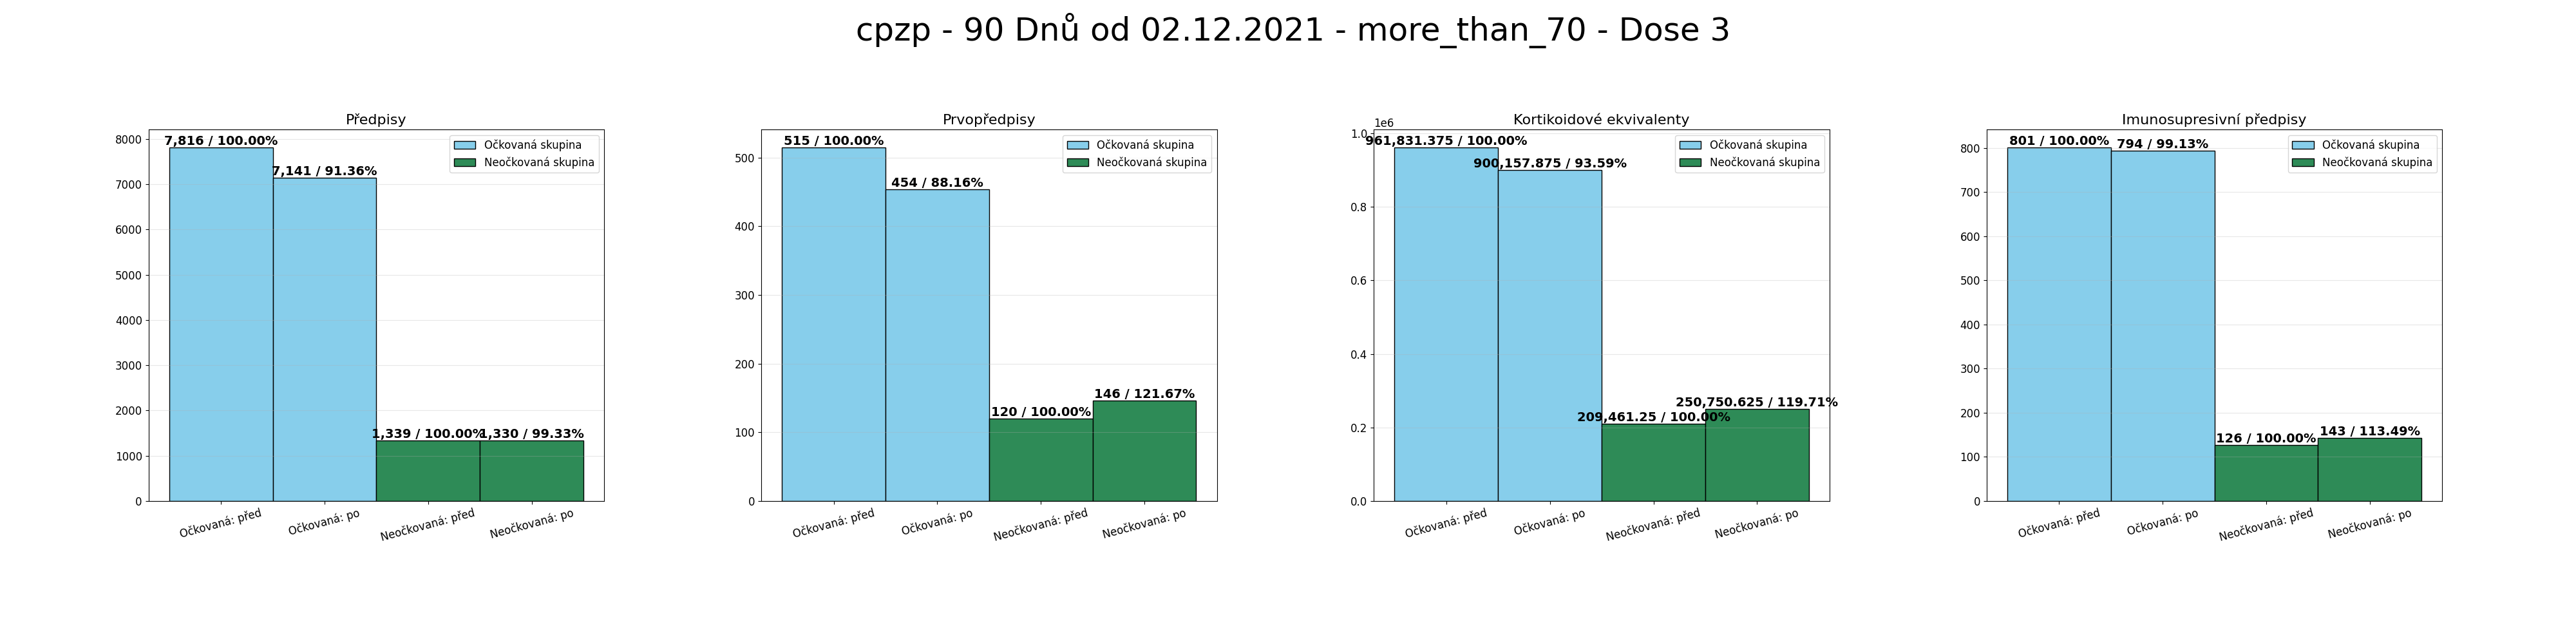 cpzp - 90 Dnů od 02.12.2021 - more_than_70 - Dose 3
Předpisy
8000
7000
6000
5000
4000
3000
2000
1000
0
7,816 / 100.00%
7,141 / 91.36%
1,339 / 100.00%
1,330 / 99.33%
Očkovaná skupina
Neočkovaná skupina
Očkovaná: před
Očkovaná: po
Neočkovaná: před
Neočkovaná: po
Prvopředpisy
500
400
300
200
100
0
515 / 100.00%
454 / 88.16%
120 / 100.00%
146 / 121.67%
Očkovaná skupina
Neočkovaná skupina
Očkovaná: před
Očkovaná: po
Neočkovaná: před
Neočkovaná: po
Kortikoidové ekvivalenty
1e6
1.0
0.8
0.6
0.4
0.2
0.0
961,831.375 / 100.00%
900,157.875 / 93.59%
209,461.25 / 100.00%
250,750.625 / 119.71%
Očkovaná skupina
Neočkovaná skupina
Očkovaná: před
Očkovaná: po
Neočkovaná: před
Neočkovaná: po
Imunosupresivní předpisy
800
700
600
500
400
300
200
100
0
801 / 100.00%
794 / 99.13%
126 / 100.00%
143 / 113.49%
Očkovaná skupina
Neočkovaná skupina
Očkovaná: před
Očkovaná: po
Neočkovaná: před
Neočkovaná: po